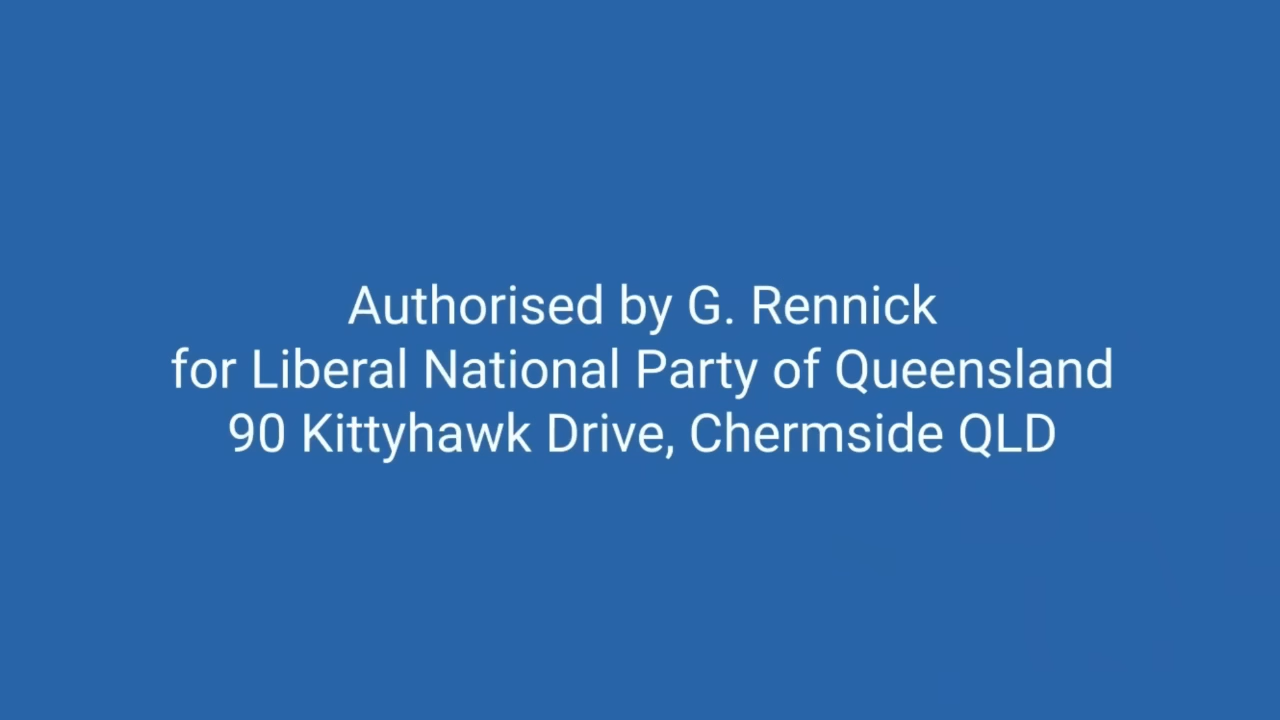 Authorised by G. Rennick
for Liberal National Party of Queensland
90 Kittyhawk Drive, Chermside QLD